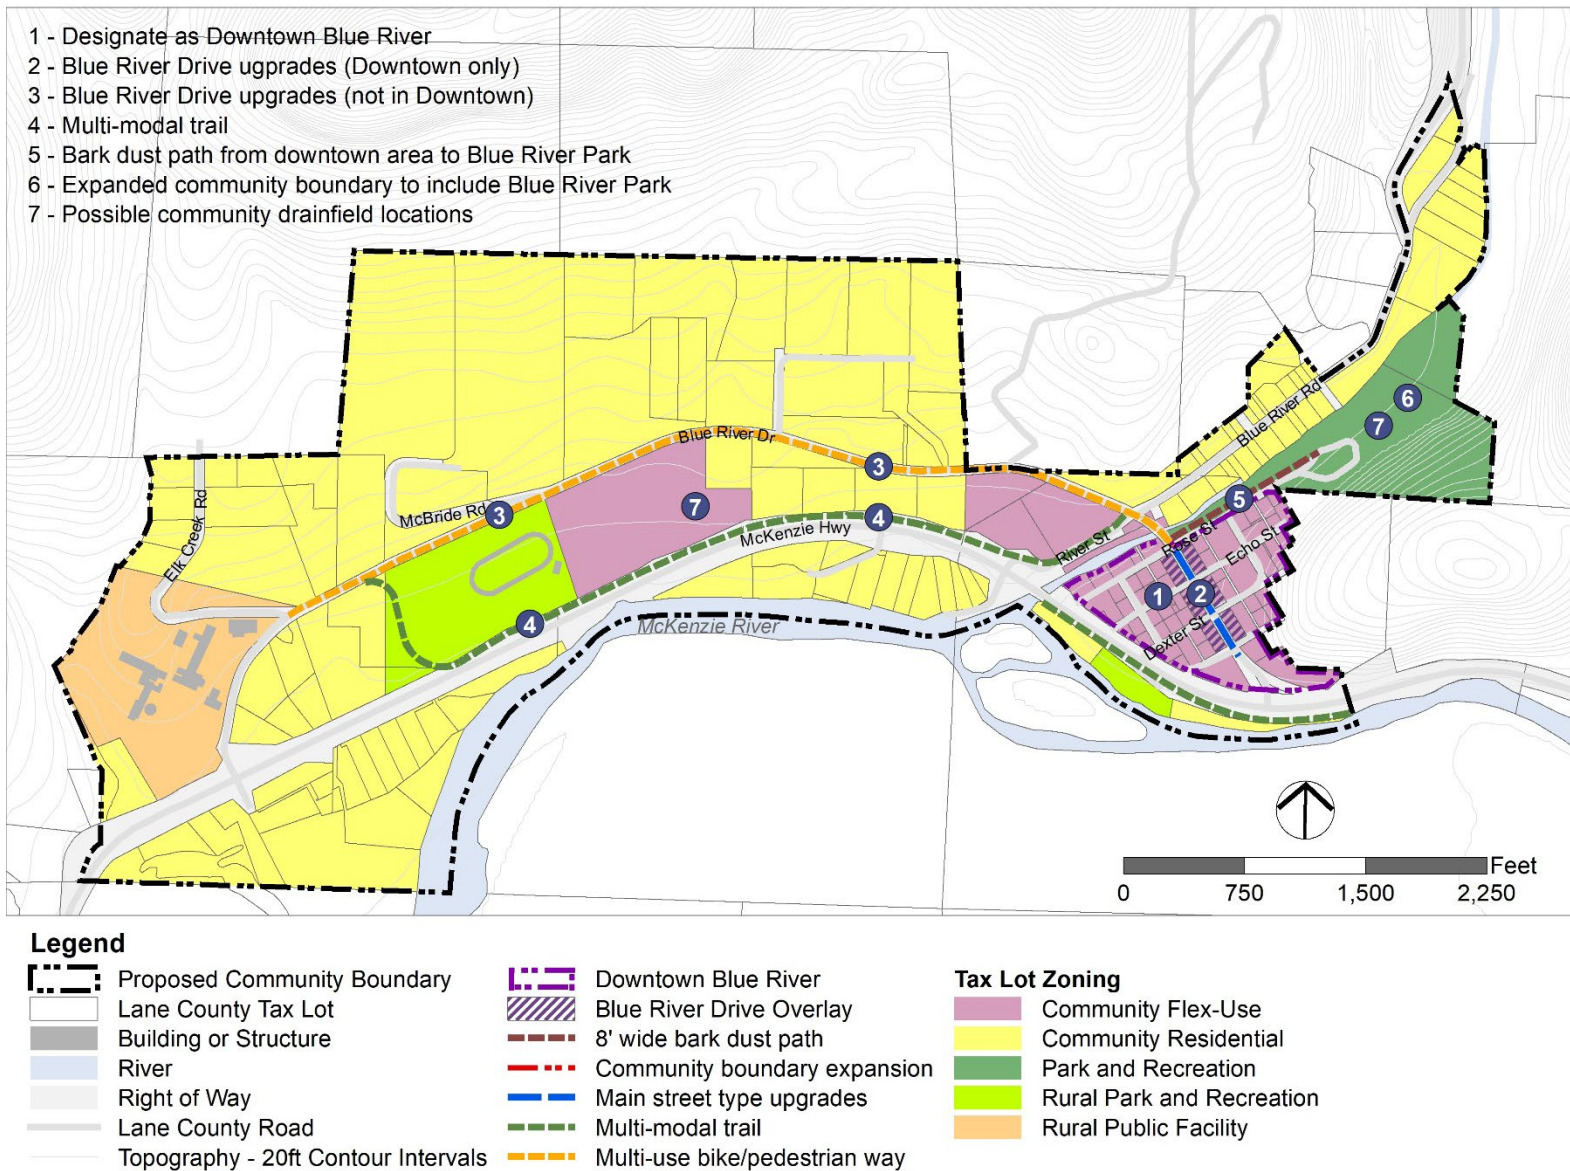 1 - Designate as Downtown Blue River
2 - Blue River Drive ugprades (Downtown only)
3 - Blue River Drive upgrades (not in Downtown)
4 - Multi-modal trail
5 - Bark dust path from downtown area to Blue River Park
6 - Expanded community boundary to include Blue River Park
7 - Possible community drainfield locations
6
7
Blue River Rd
Blue River Dr
3
5
Elk Creek Rd
McBride Rd
3
7
4
McKenzie Hwy
River St
Rose St
Echo St
1
2
4
McKenzie River
Dexter St
Feet
0 750 1,500 2,250
Legend
Proposed Community Boundary
Lane County Tax Lot
Building or Structure
River
Right of Way
Lane County Road
Topography - 20ft Contour Intervals
Downtown Blue River
Blue River Drive Overlay
8' wide bark dust path
Community boundary expansion
Main street type upgrades
Multi-modal trail
Multi-use bike/pedestrian way
Tax Lot Zoning
Community Flex-Use
Community Residential
Park and Recreation
Rural Park and Recreation
Rural Public Facility